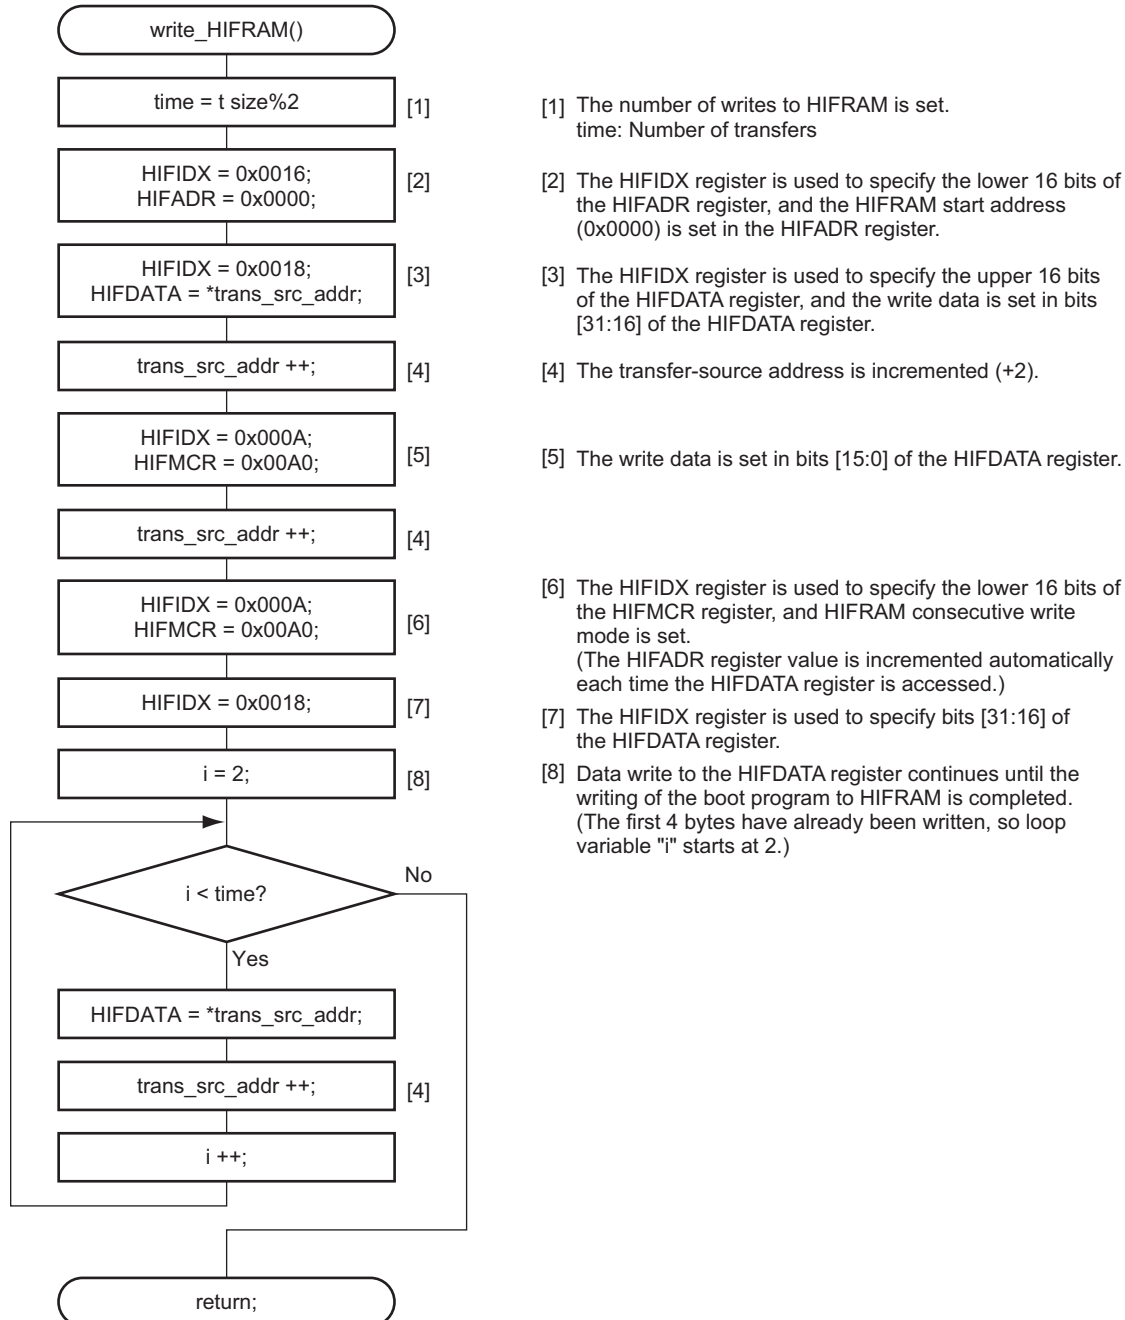 write_HIFRAM()
time = t size%2
[1]
HIFIDX = 0x0016;
HIFADR = 0x0000;
[2]
HIFIDX = 0x0018;
HIFDATA = *trans_src_addr;
[3]
trans_src_addr ++;
[4]
HIFIDX = 0x000A;
HIFMCR = 0x00A0;
[5]
trans_src_addr ++;
[4]
HIFIDX = 0x000A;
HIFMCR = 0x00A0;
[6]
HIFIDX = 0x0018;
[7]
i = 2;
[8]
i < time?
No
Yes
HIFDATA = *trans_src_addr;
trans_src_addr ++;
[4]
i ++;
return;
[1] The number of writes to HIFRAM is set.
time: Number of transfers
[2] The HIFIDX register is used to specify the lower 16 bits of
the HIFADR register, and the HIFRAM start address
(0x0000) is set in the HIFADR register.
[3] The HIFIDX register is used to specify the upper 16 bits
of the HIFDATA register, and the write data is set in bits
[31:16] of the HIFDATA register.
[4] The transfer-source address is incremented (+2).
[5] The write data is set in bits [15:0] of the HIFDATA register.
[6] The HIFIDX register is used to specify the lower 16 bits of
the HIFMCR register, and HIFRAM consecutive write
mode is set.
(The HIFADR register value is incremented automatically
each time the HIFDATA register is accessed.)
[7] The HIFIDX register is used to specify bits [31:16] of
the HIFDATA register.
[8] Data write to the HIFDATA register continues until the
writing of the boot program to HIFRAM is completed.
(The first 4 bytes have already been written, so loop
variable "i" starts at 2.)